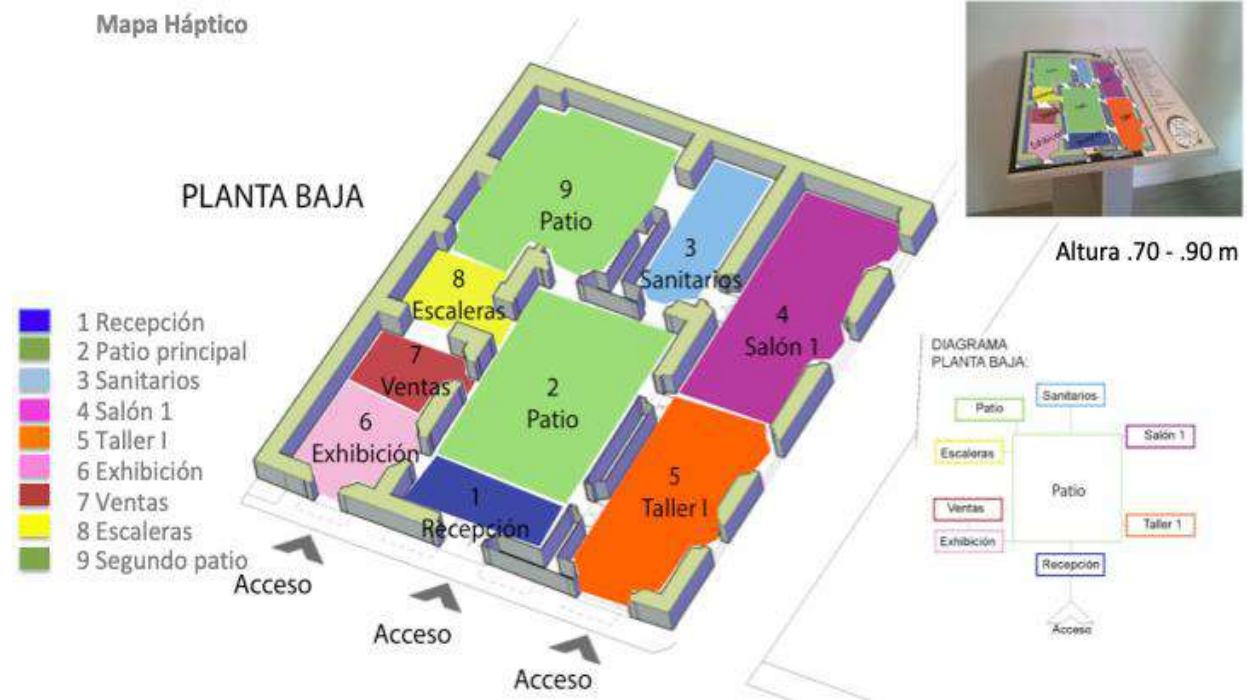 Mapa Háptico
PLANTA BAJA
9
Patio
3
Sanitarios
8
Escaleras
4
Salón 1
7
Ventas
2
Patio
6
Exhibición
5
Taller I
1
Recepción
Acceso
Acceso
Acceso
1 Recepción
2 Patio principal
3 Sanitarios
4 Salón 1
5 Taller I
6 Exhibición
7 Ventas
8 Escaleras
9 Segundo patio
Altura .70 - .90 m
DIAGRAMA
PLANTA BAJA:
Sanitarios
Patio
Salón 1
Escaleras
Patio
Ventas
Taller 1
Exhibición
Recepción
Acceso